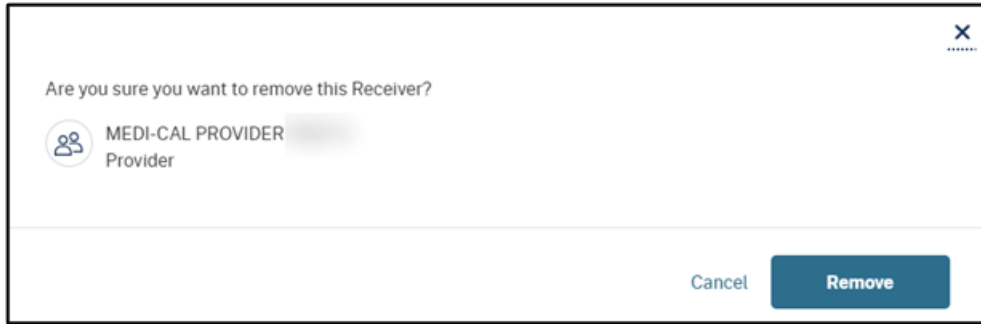 Are you sure you want to remove this Receiver?
MEDI-CAL PROVIDER
Provider
Cancel
Remove